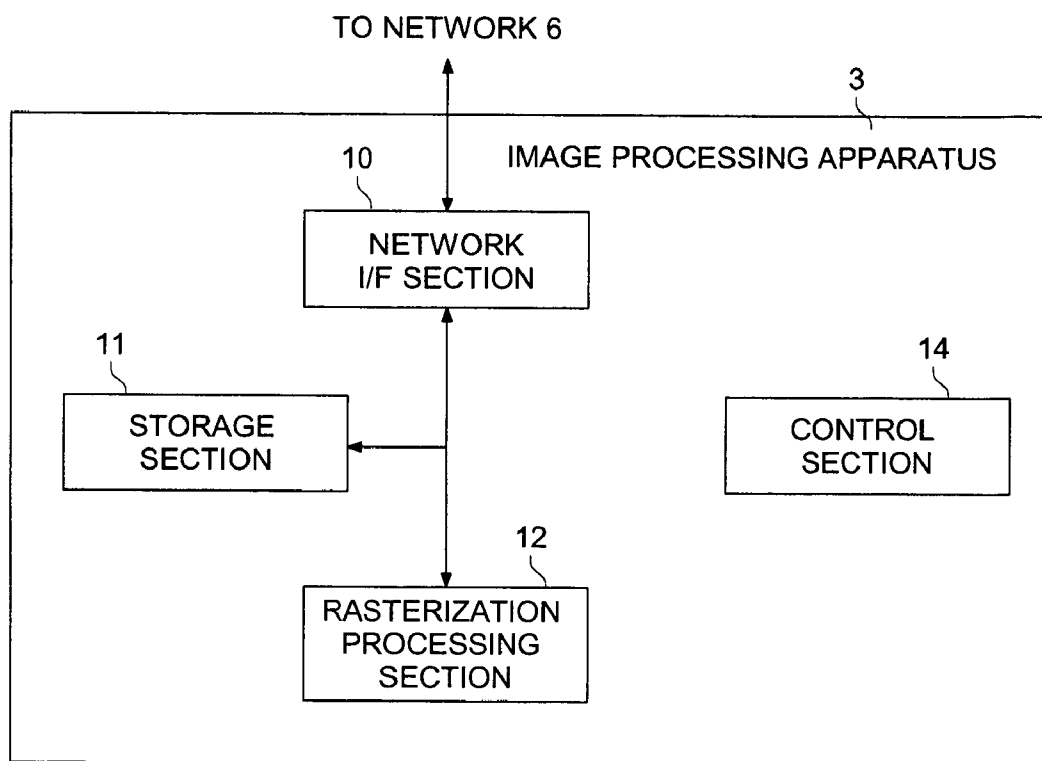 TO NETWORK 6
3
IMAGE PROCESSING APPARATUS
10
NETWORK
I/F SECTION
11
STORAGE
SECTION
14
CONTROL
SECTION
12
RASTERIZATION
PROCESSING
SECTION